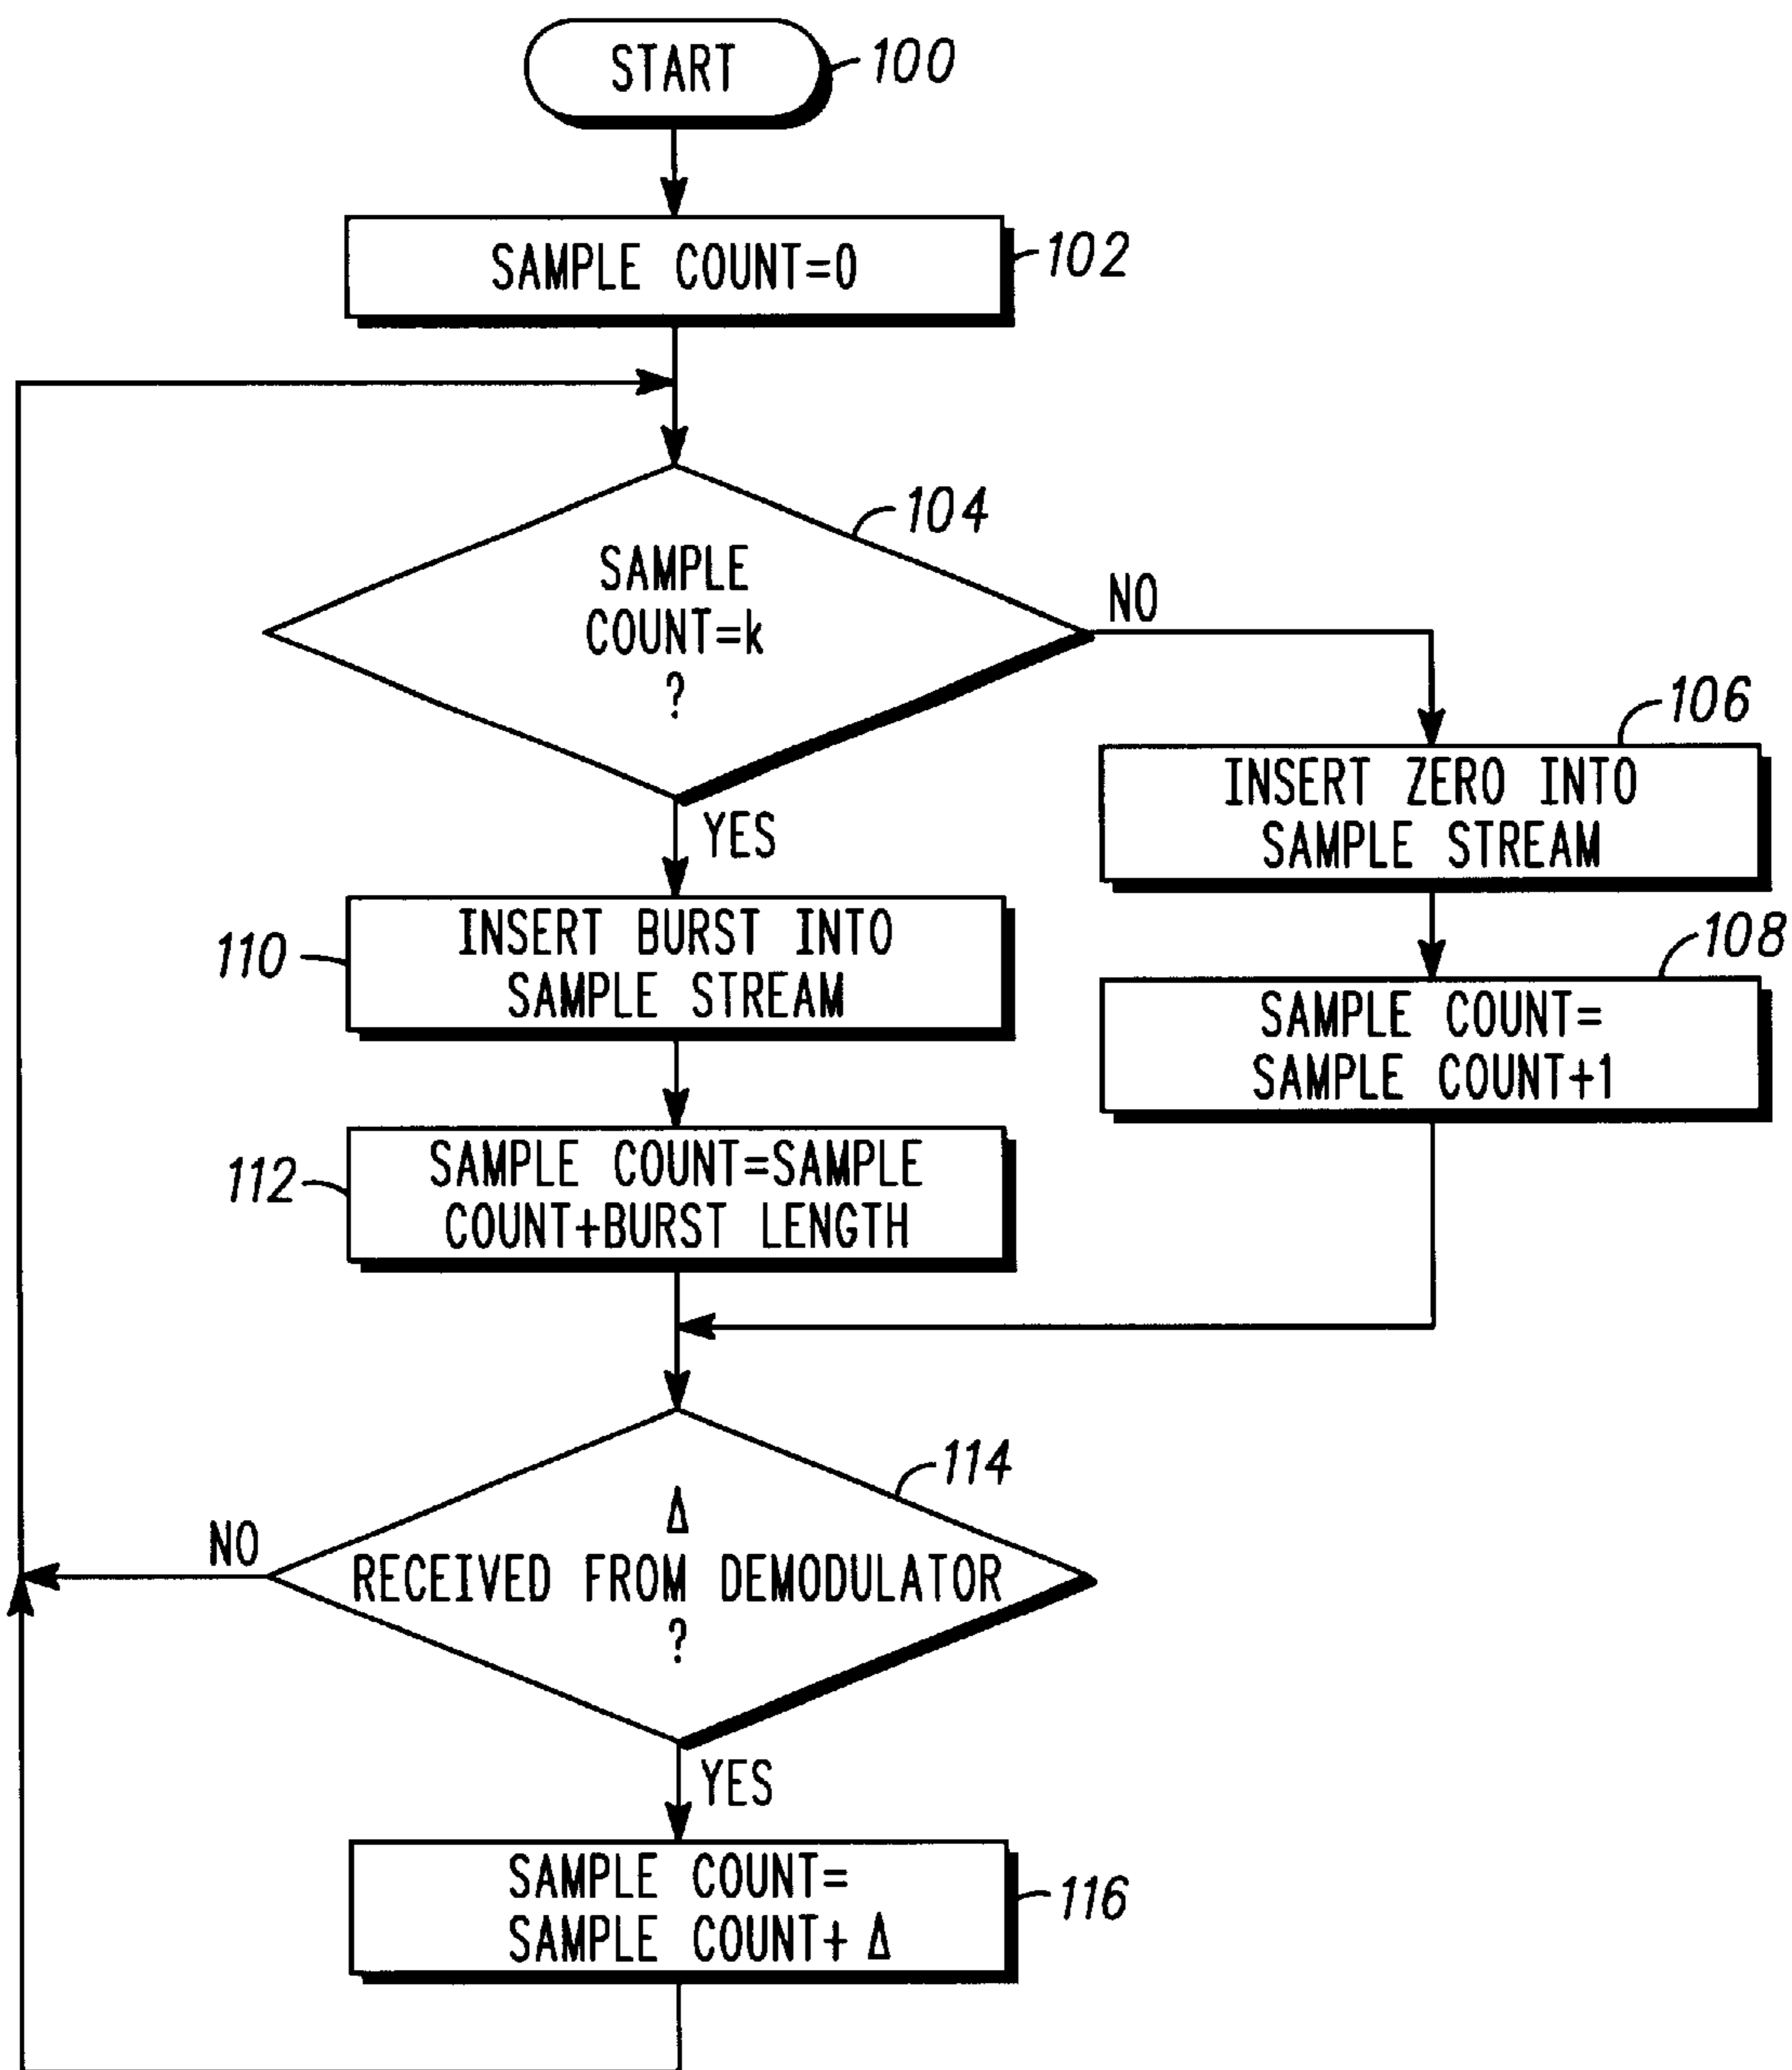 START
100
SAMPLE COUNT=0
102
104
SAMPLE
COUNT=k
?
NO
YES
106
INSERT ZERO INTO
SAMPLE STREAM
108
SAMPLE COUNT=
SAMPLE COUNT+1
110
INSERT BURST INTO
SAMPLE STREAM
112
SAMPLE COUNT=SAMPLE
COUNT+BURST LENGTH
114
Δ
RECEIVED FROM DEMODULATOR
?
NO
YES
SAMPLE COUNT=
SAMPLE COUNT+ Δ
116